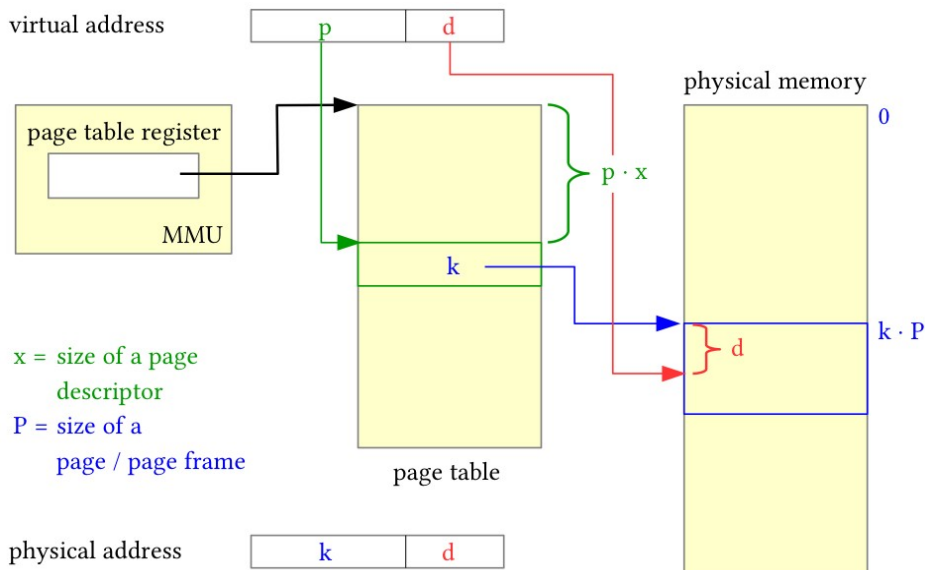 virtual address
p
d
physical memory
0
page table register
p · x
MMU
k
k · P
d
x = size of a page
descriptor
P = size of a
page / page frame
page table
physical address
k
d